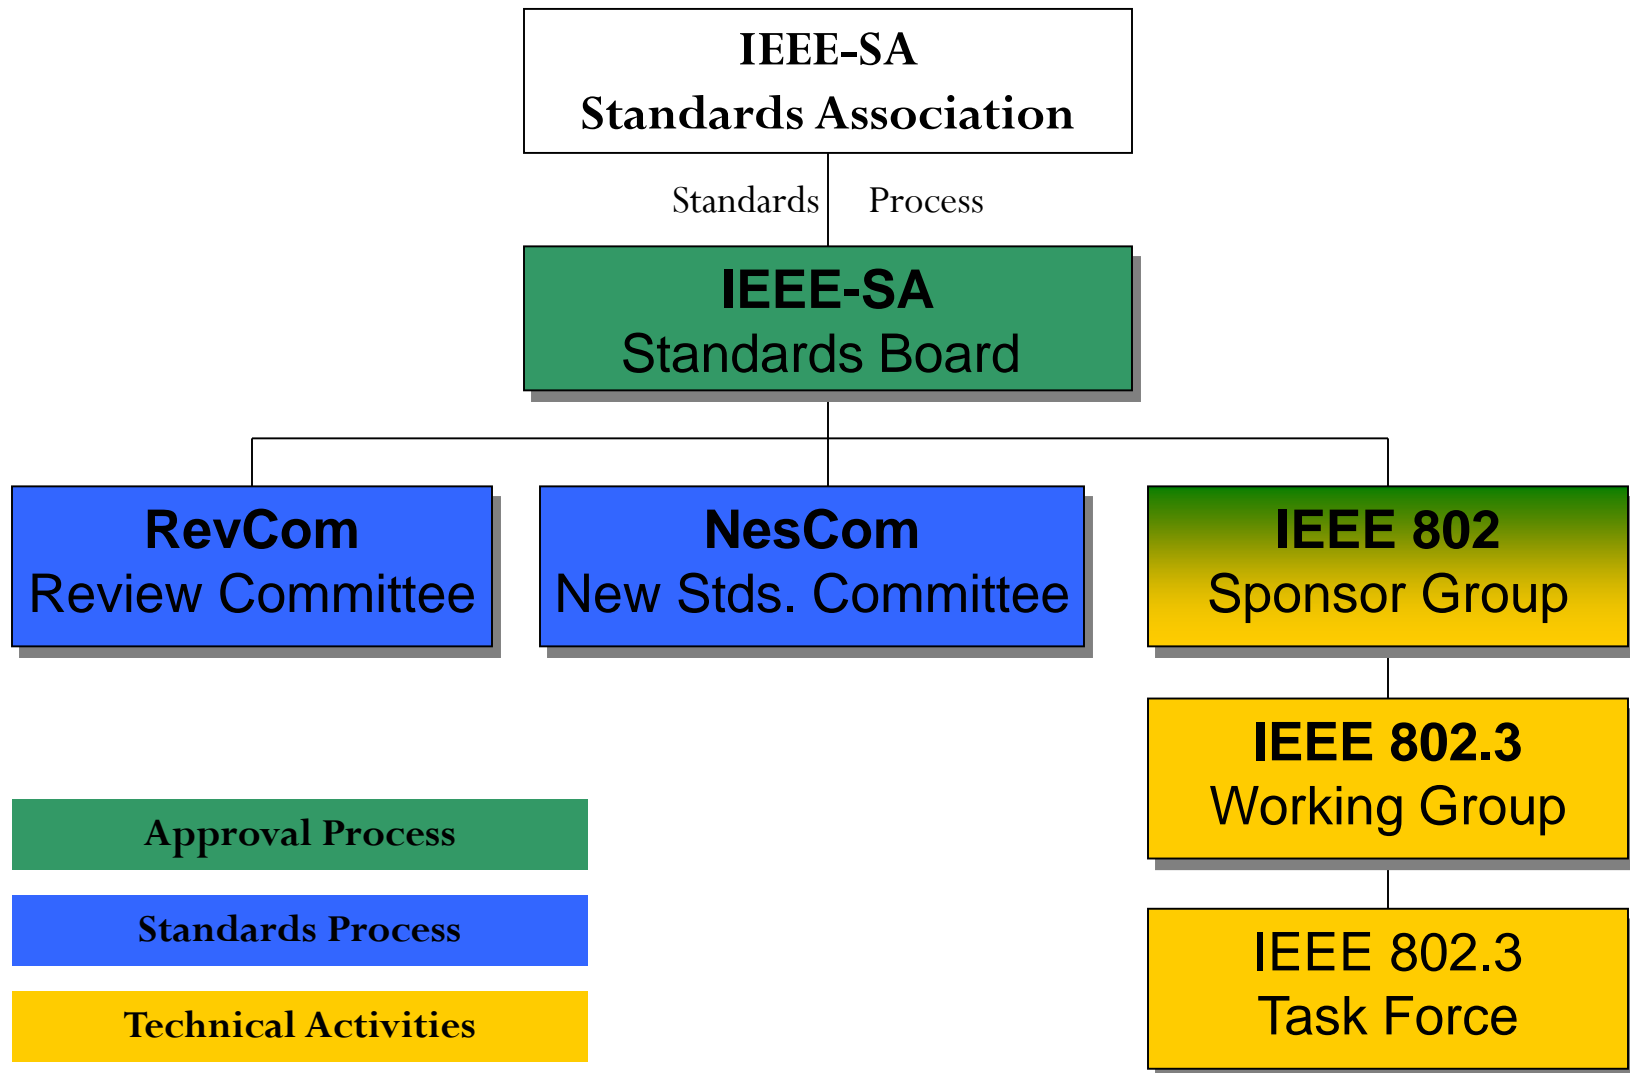 IEEE-SA
Standards Association
Standards Process
IEEE-SA
Standards Board
RevCom
Review Committee
NesCom
New Stds. Committee
IEEE 802
Sponsor Group
IEEE 802.3
Working Group
IEEE 802.3
Task Force
Approval Process
Standards Process
Technical Activities